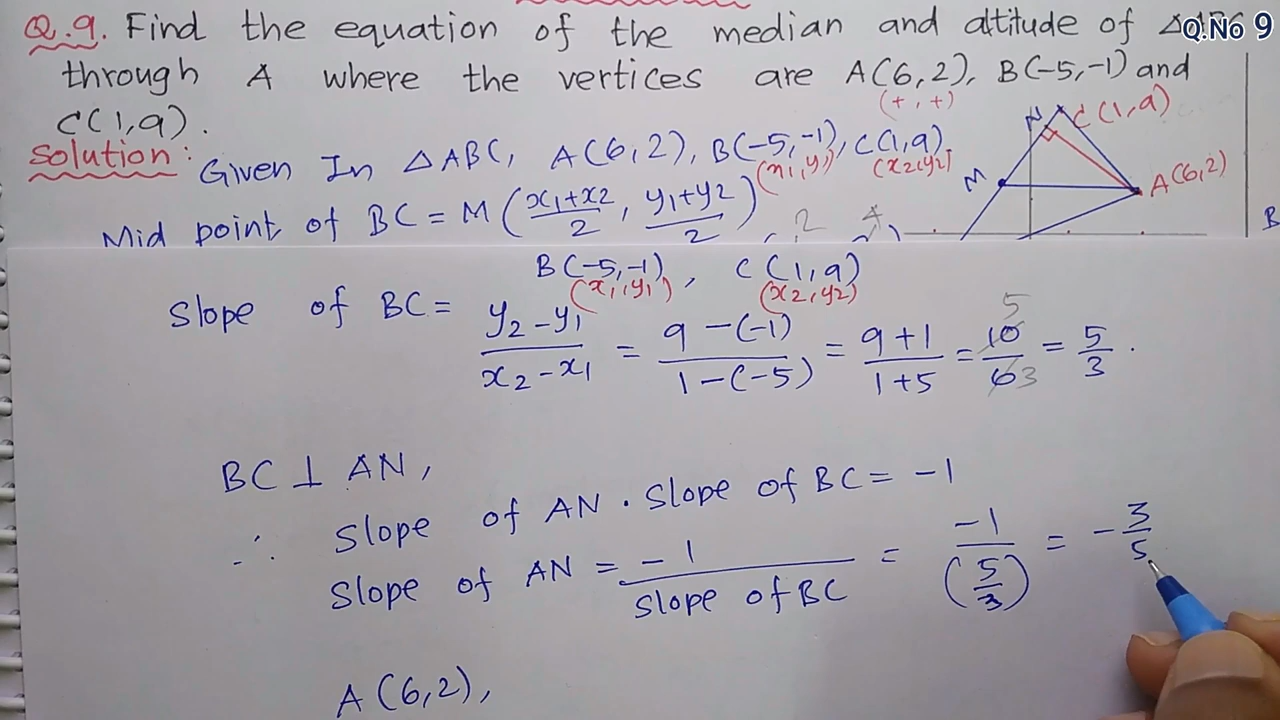 Q.9. Find the equation of the median and altitude of △ABC Q.No 9
through A where the vertices are A(6,2), B(-5,-1) and
C(1,9).
(+,+)
Solution: Given In △ABC, A(6,2), B(-5,-1), C(1,9)
(x1,y1) (x2,y2)
N C(1,9)
M A(6,2)
Mid point of BC = M (x1+x2/2, y1+y2/2)
2 4
B
B(-5,-1), C(1,9)
(x1,y1) (x2,y2)
Slope of BC = y2-y1/x2-x1 = 9-(-1)/1-(-5) = 9+1/1+5 = 10/6 = 5/3.
5
3
BC ⊥ AN,
∴ Slope of AN . Slope of BC = -1
Slope of AN = -1/Slope of BC = -1/(5/3) = -3/5
A(6,2),